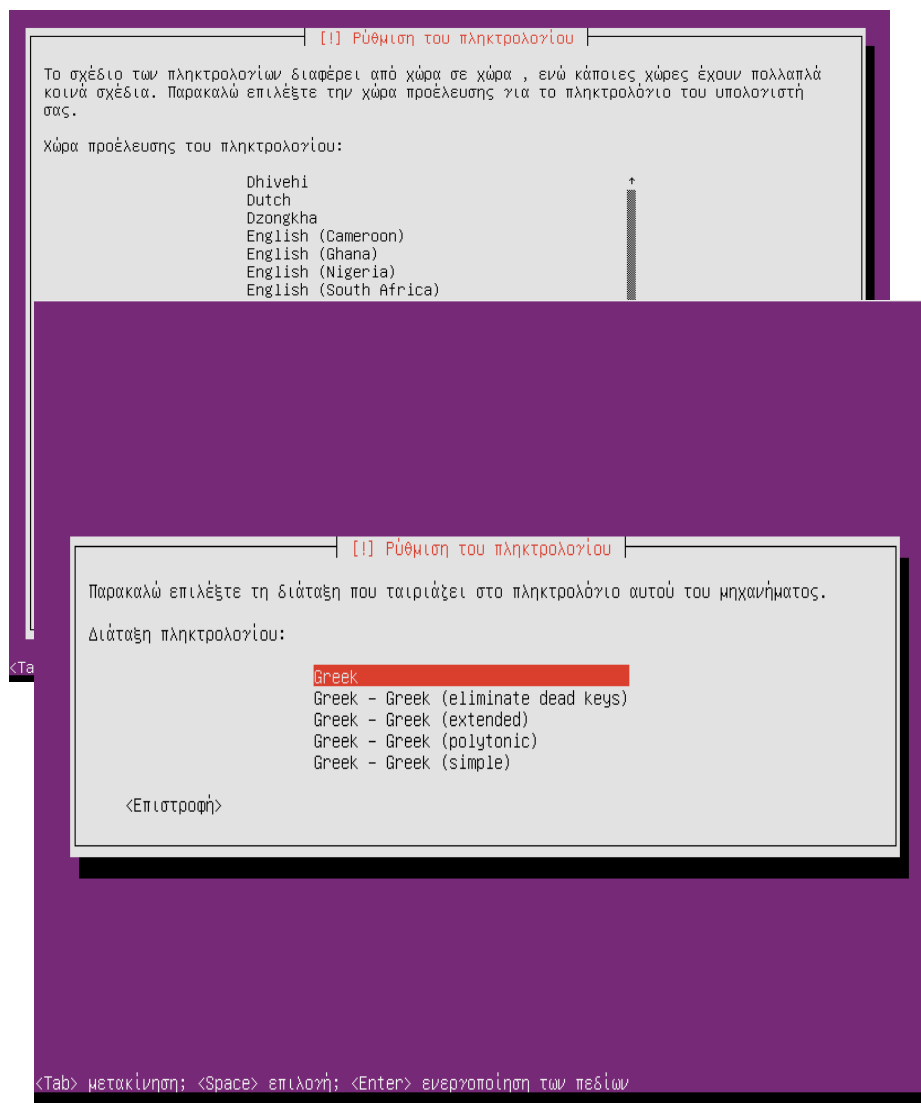 [!] Ρύθμιση του πληκτρολογίου
Το σχέδιο των πληκτρολογίων διαφέρει από χώρα σε χώρα , ενώ κάποιες χώρες έχουν πολλαπλά
κοινά σχέδια. Παρακαλώ επιλέξτε την χώρα προέλευσης για το πληκτρολόγιο του υπολογιστή
σας.
Χώρα προέλευσης του πληκτρολογίου:
Dhivehi ↑
Dutch
Dzongkha
English (Cameroon)
English (Ghana)
English (Nigeria)
English (South Africa)
<Ta
[!] Ρύθμιση του πληκτρολογίου
Παρακαλώ επιλέξτε τη διάταξη που ταιριάζει στο πληκτρολόγιο αυτού του μηχανήματος.
Διάταξη πληκτρολογίου:
Greek
Greek – Greek (eliminate dead keys)
Greek – Greek (extended)
Greek – Greek (polytonic)
Greek – Greek (simple)
<Επιστροφή>
<Tab> μετακίνηση; <Space> επιλογή; <Enter> ενεργοποίηση των πεδίων